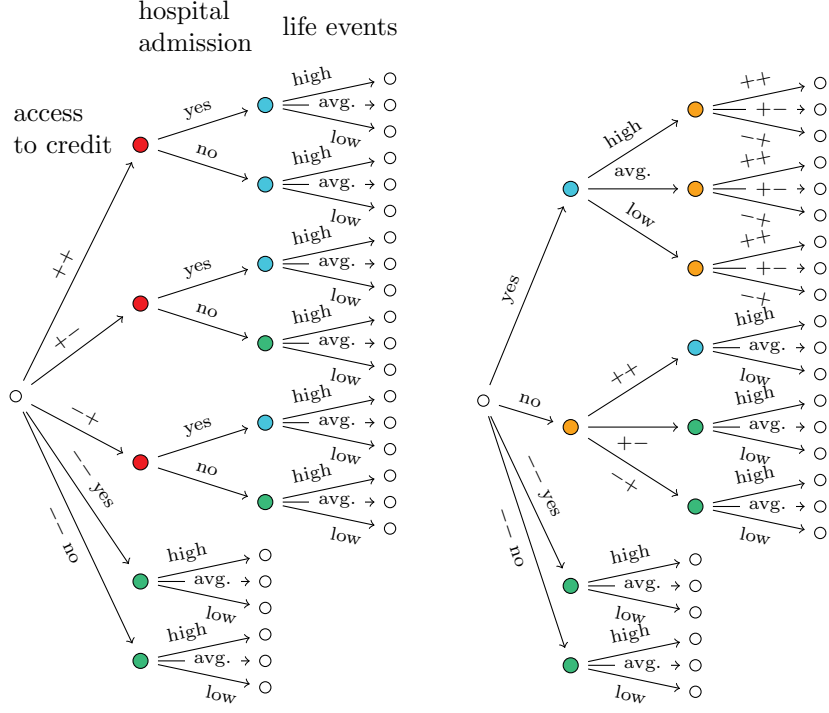 hospital
admission
life events
access
to credit
++
+−
−+
−− yes
−− no
yes
no
yes
no
yes
no
high
avg.
low
high
avg.
low
high
avg.
low
high
avg.
low
high
avg.
low
high
avg.
low
high
avg.
low
high
avg.
low
yes
no
−− yes
−− no
high
avg.
low
++
+−
−+
++
+−
−+
++
+−
−+
++
+−
−+
high
avg.
low
high
avg.
low
high
avg.
low
high
avg.
low
high
avg.
low